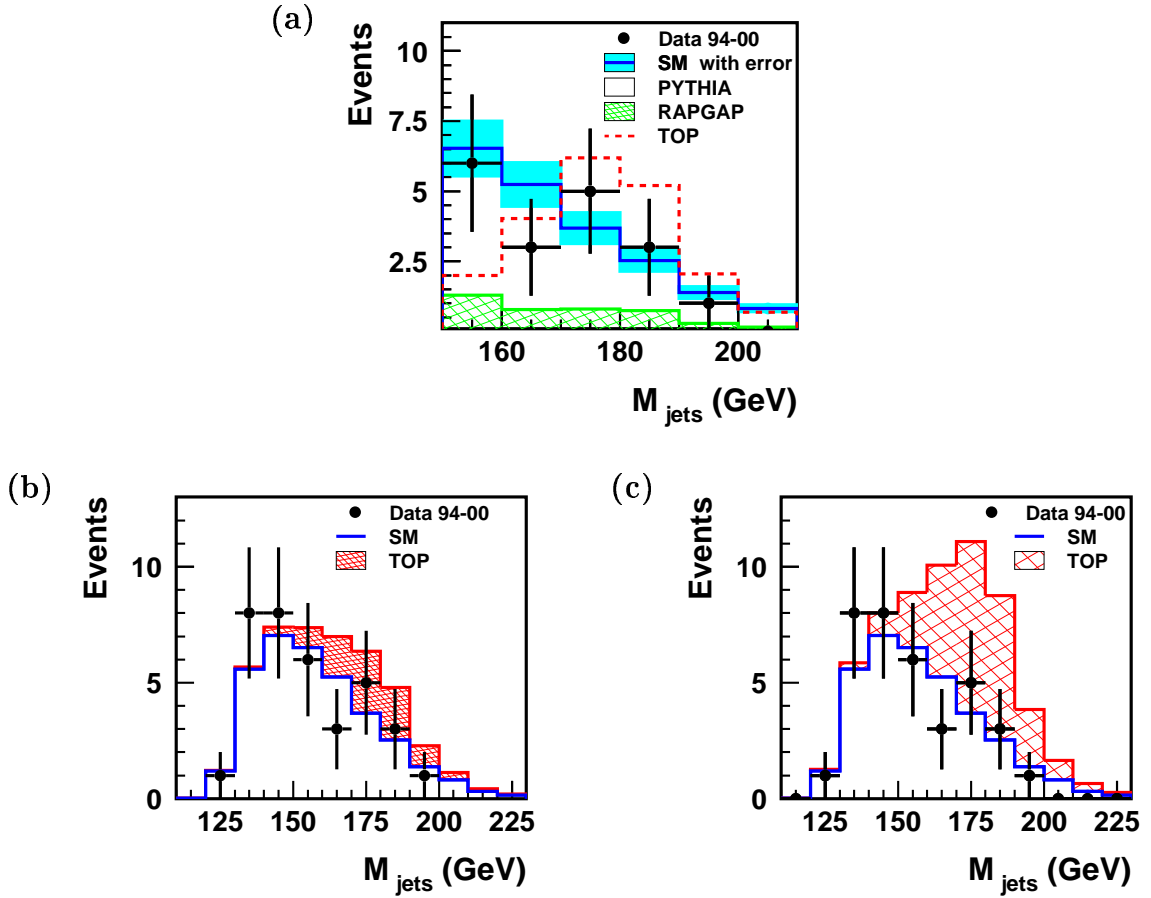 (a)
Events
10
7.5
5
2.5
Data 94-00
SM with error
PYTHIA
RAPGAP
TOP
160 180 200
M jets (GeV)
(b)
Events
10
5
0
Data 94-00
SM
TOP
125 150 175 200 225
M jets (GeV)
(c)
Events
10
5
0
Data 94-00
SM
TOP
125 150 175 200 225
M jets (GeV)